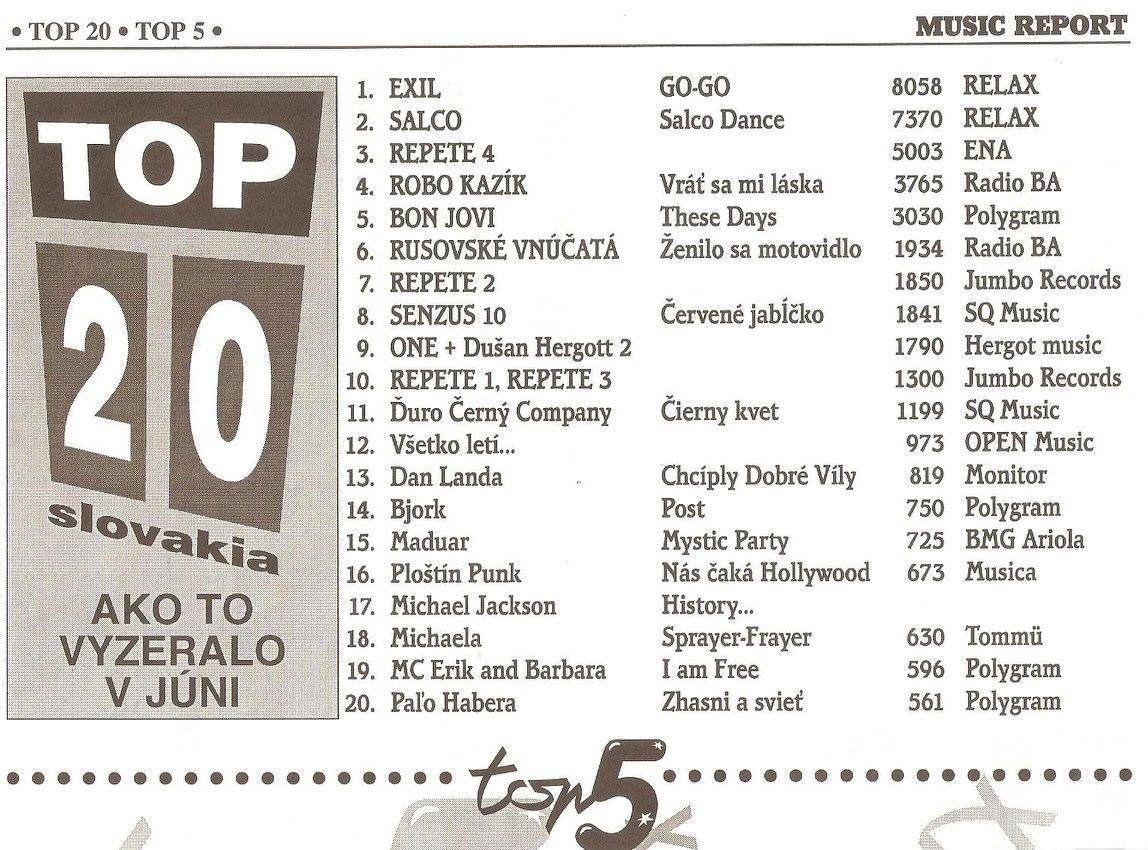 • TOP 20 • TOP 5 •
MUSIC REPORT
TOP
20
slovakia
AKO TO
VYZERALO
V JÚNI
1. EXIL GO-GO 8058 RELAX
2. SALCO Salco Dance 7370 RELAX
3. REPETE 4 5003 ENA
4. ROBO KAZÍK Vráť sa mi láska 3765 Radio BA
5. BON JOVI These Days 3030 Polygram
6. RUSOVSKÉ VNÚČATÁ Ženilo sa motovidlo 1934 Radio BA
7. REPETE 2 1850 Jumbo Records
8. SENZUS 10 Červené jabĺčko 1841 SQ Music
9. ONE + Dušan Hergott 2 1790 Hergot music
10. REPETE 1, REPETE 3 1300 Jumbo Records
11. Ďuro Černý Company Čierny kvet 1199 SQ Music
12. Všetko letí... 973 OPEN Music
13. Dan Landa Chcíply Dobré Víly 819 Monitor
14. Bjork Post 750 Polygram
15. Maduar Mystic Party 725 BMG Ariola
16. Ploštín Punk Nás čaká Hollywood 673 Musica
17. Michael Jackson History...
18. Michaela Sprayer-Frayer 630 Tommü
19. MC Erik and Barbara I am Free 596 Polygram
20. Paľo Habera Zhasni a svieť 561 Polygram
top 5